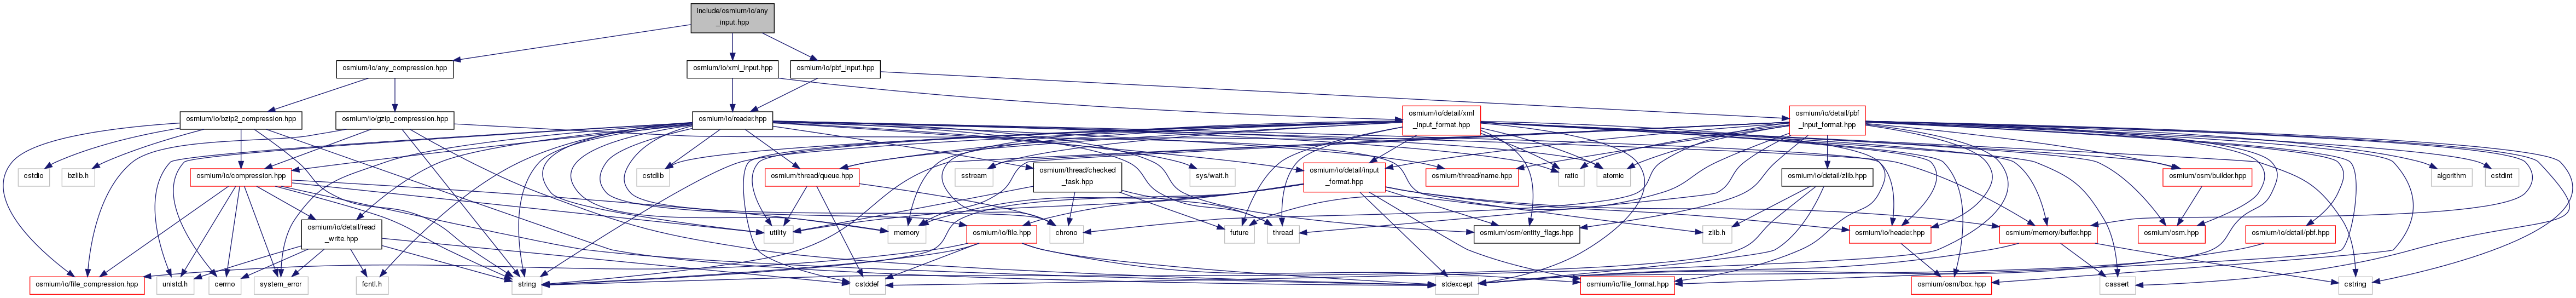 include/osmium/io/any
_input.hpp
osmium/io/any_compression.hpp
osmium/io/xml_input.hpp
osmium/io/pbf_input.hpp
osmium/io/bzip2_compression.hpp
osmium/io/gzip_compression.hpp
osmium/io/reader.hpp
osmium/io/detail/xml
_input_format.hpp
osmium/io/detail/pbf
_input_format.hpp
cstdio
bzlib.h
osmium/io/compression.hpp
cstdlib
osmium/thread/queue.hpp
sstream
osmium/thread/checked
_task.hpp
sys/wait.h
osmium/io/detail/input
_format.hpp
osmium/thread/name.hpp
ratio
atomic
osmium/io/detail/zlib.hpp
osmium/osm/builder.hpp
algorithm
cstdint
osmium/io/detail/read
_write.hpp
utility
memory
osmium/io/file.hpp
chrono
future
thread
osmium/osm/entity_flags.hpp
zlib.h
osmium/io/header.hpp
osmium/memory/buffer.hpp
osmium/osm.hpp
osmium/io/detail/pbf.hpp
osmium/io/file_compression.hpp
unistd.h
cerrno
system_error
fcntl.h
string
cstddef
stdexcept
osmium/io/file_format.hpp
osmium/osm/box.hpp
cassert
cstring